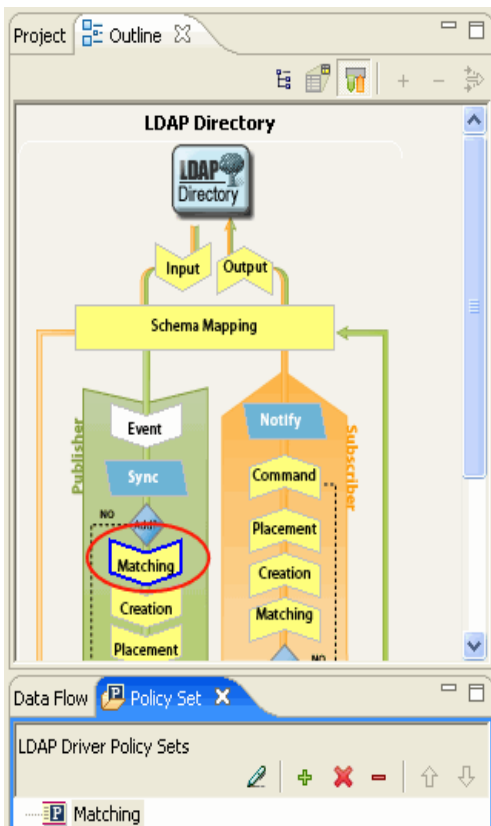 Project Outline
LDAP Directory
LDAP
Directory
Input Output
Schema Mapping
Publisher
Event
Sync
NO
Add?
Matching
Creation
Placement
Subscriber
Notify
Command
Placement
Creation
Matching
NO
Data Flow Policy Set
LDAP Driver Policy Sets
Matching